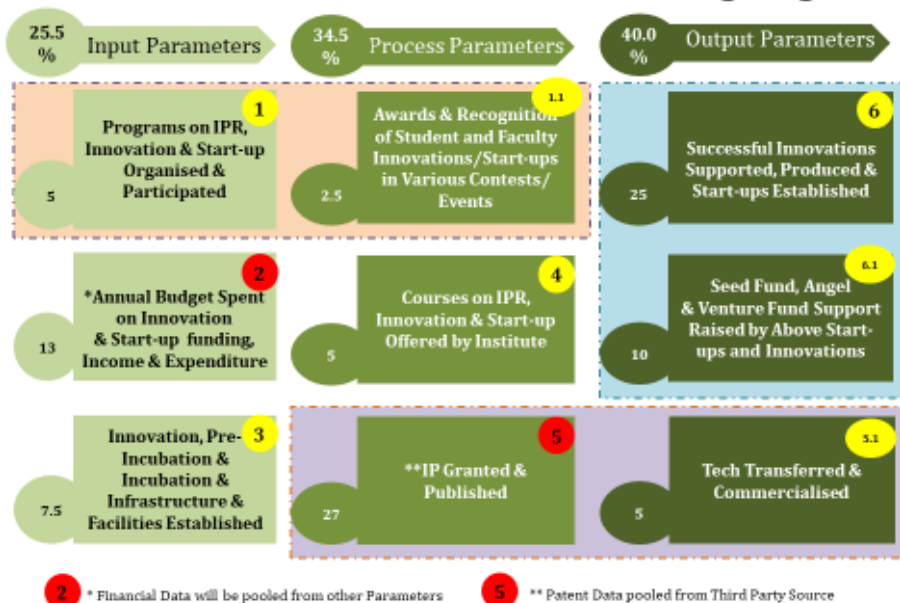 25.5
%
Input Parameters
34.5
%
Process Parameters
40.0
%
Output Parameters
1
Programs on IPR,
Innovation & Start-up
Organised &
Participated
5
1.1
Awards & Recognition
of Student and Faculty
Innovations/Start-ups
in Various Contests/
Events
2.5
6
Successful Innovations
Supported, Produced &
Start-ups Established
25
2
*Annual Budget Spent
on Innovation
& Start-up funding,
Income & Expenditure
13
4
Courses on IPR,
Innovation & Start-up
Offered by Institute
5
6.1
Seed Fund, Angel
& Venture Fund Support
Raised by Above Start-
ups and Innovations
10
3
Innovation, Pre-
Incubation &
Incubation &
Infrastructure &
Facilities Established
7.5
5
**IP Granted &
Published
27
5.1
Tech Transferred &
Commercialised
5
2 * Financial Data will be pooled from other Parameters
5 ** Patent Data pooled from Third Party Source